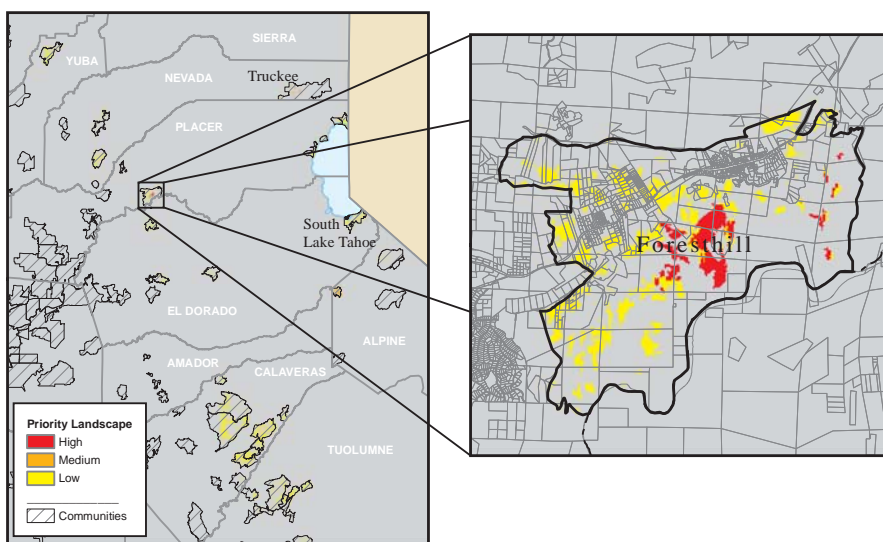 SIERRA
YUBA
NEVADA
Truckee
PLACER
South
Lake Tahoe
EL DORADO
ALPINE
AMADOR
CALAVERAS
TUOLUMNE
Priority Landscape
High
Medium
Low
Communities
Foresthill